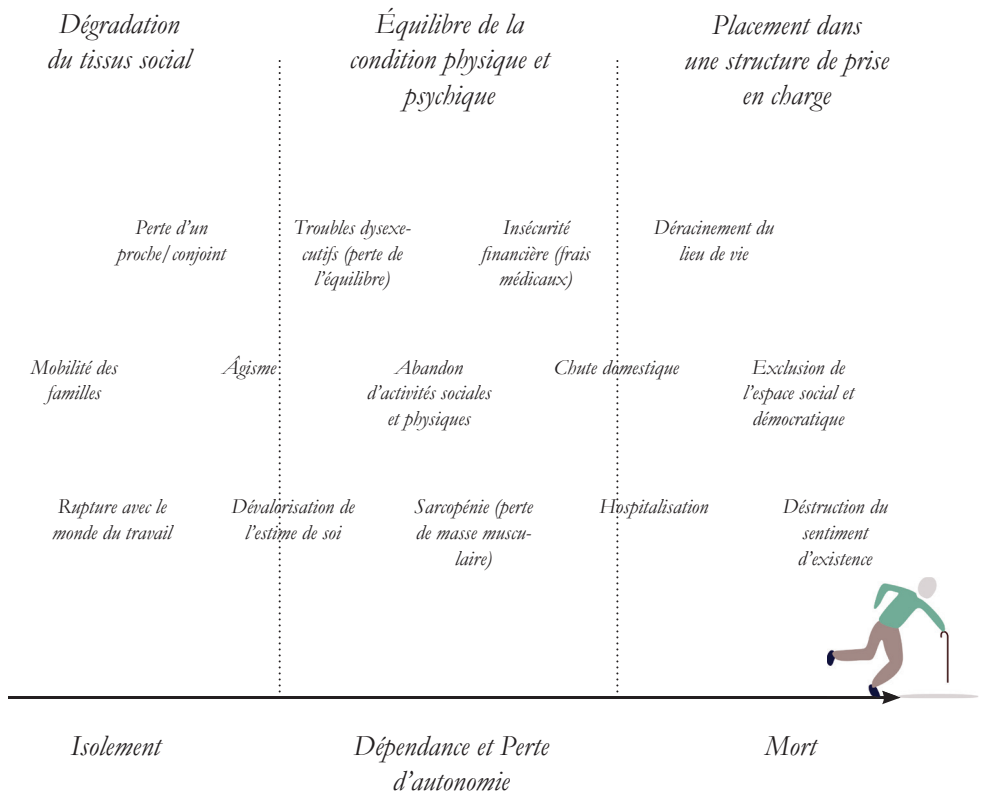 Dégradation
du tissus social
Équilibre de la
condition physique et
psychique
Placement dans
une structure de prise
en charge
Perte d'un
proche/conjoint
Troubles dysexe-
cutifs (perte de
l'équilibre)
Insécurité
financière (frais
médicaux)
Déracinement du
lieu de vie
Mobilité des
familles
Âgisme
Abandon
d'activités sociales
et physiques
Chute domestique
Exclusion de
l'espace social et
démocratique
Rupture avec le
monde du travail
Dévalorisation de
l'estime de soi
Sarcopénie (perte
de masse muscu-
laire)
Hospitalisation
Déstruction du
sentiment
d'existence
Isolement
Dépendance et Perte
d'autonomie
Mort